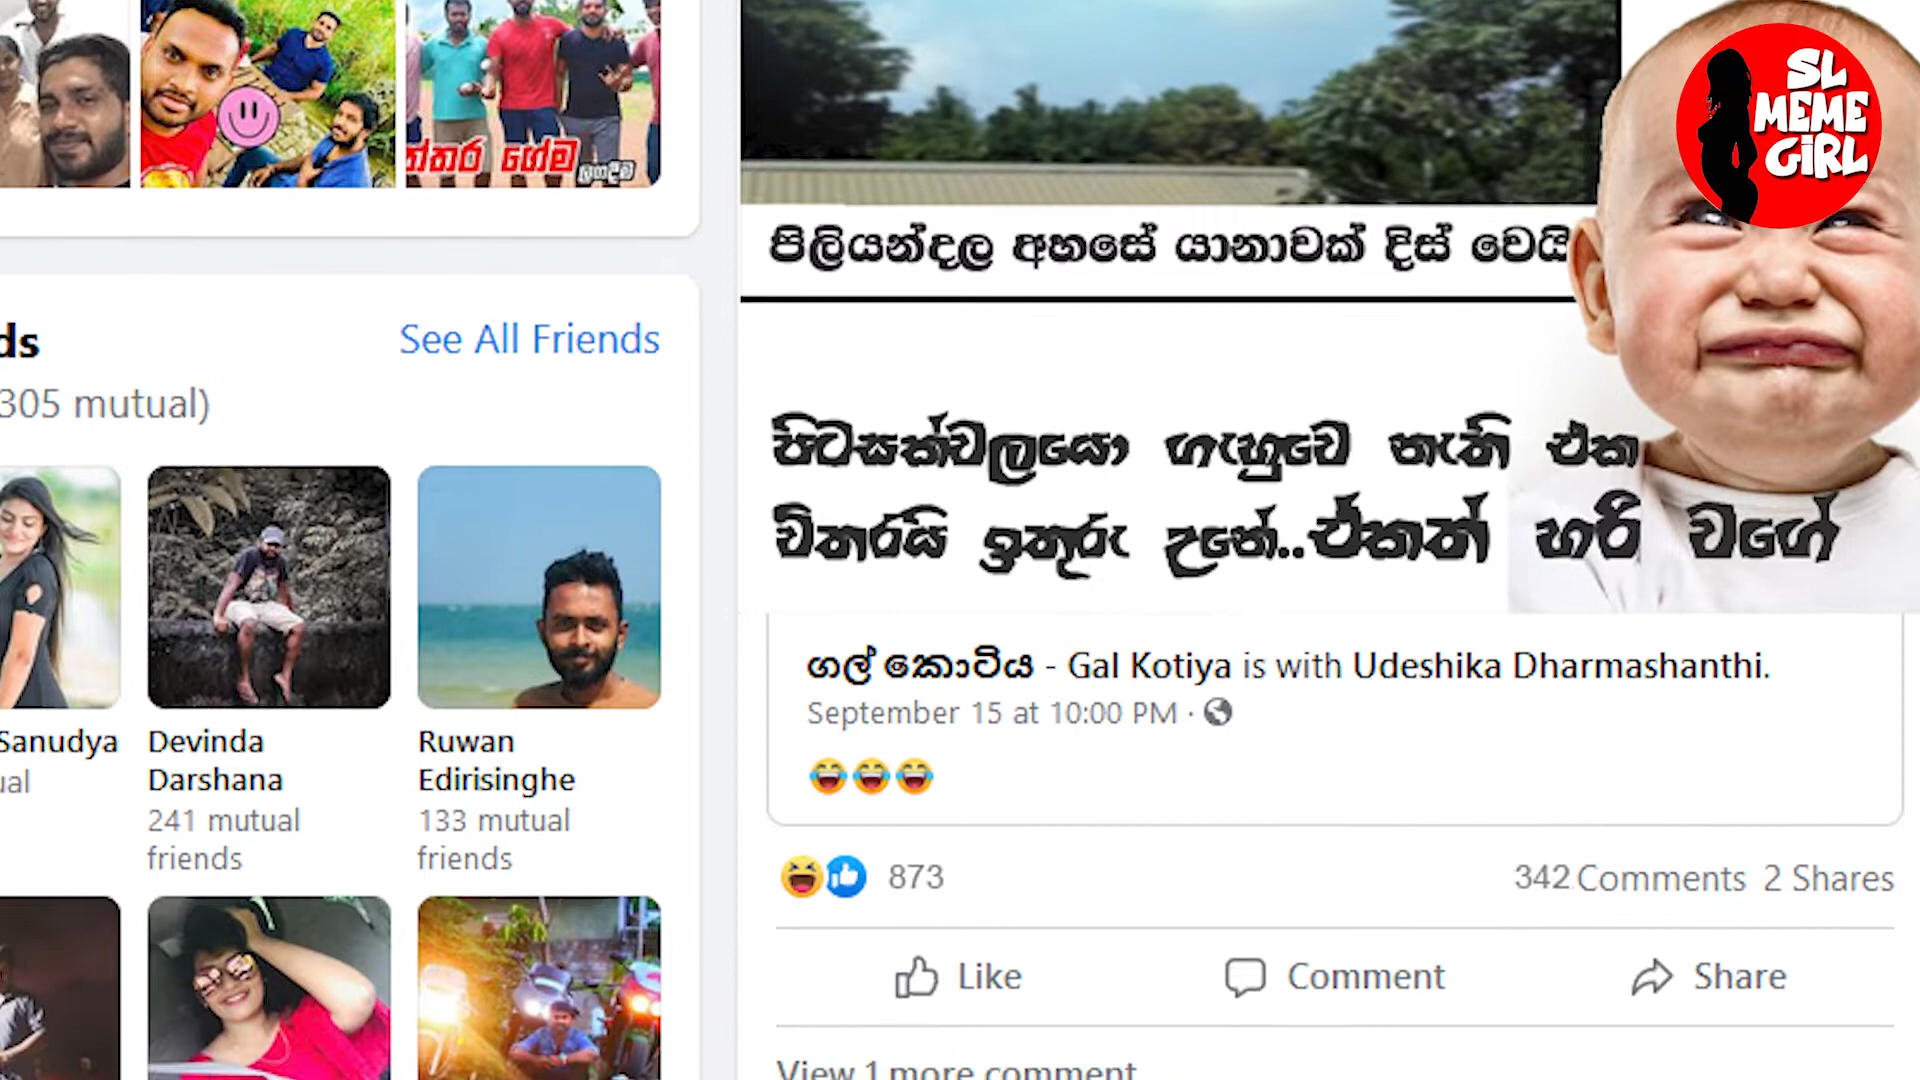 න්තර ගේම
ලගදීම
ds
See All Friends
305 mutual)
Sanudya
ual
Devinda
Darshana
241 mutual
friends
Ruwan
Edirisinghe
133 mutual
friends
SL
MEME
GiRL
පිලියන්දල අහසේ යානාවක් දිස් වෙයි
පිටසක්වලයො ගැහුවෙ නැති එක
විතරයි ඉතුරු උනේ..ඒකත් හරි වගේ
ගල් කොටිය - Gal Kotiya is with Udeshika Dharmashanthi.
September 15 at 10:00 PM ·
873
342 Comments 2 Shares
Like Comment Share
View 1 more comment